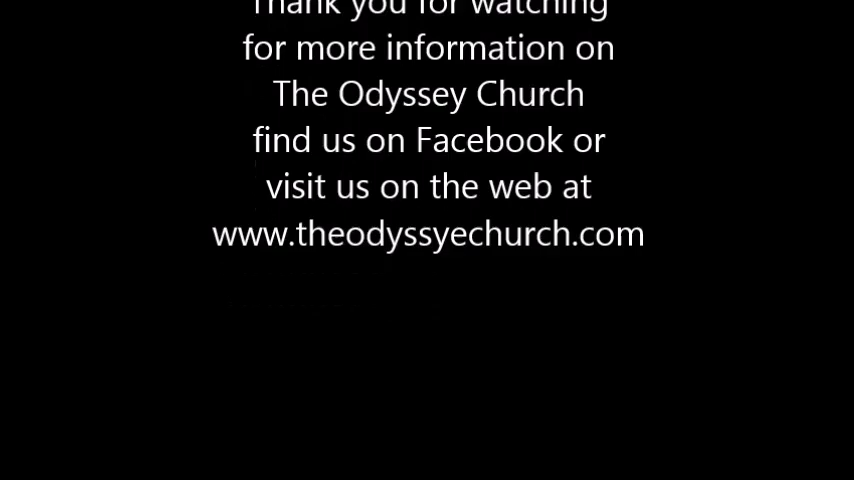 Thank you for watching
for more information on
The Odyssey Church
find us on Facebook or
visit us on the web at
www.theodyssyechurch.com